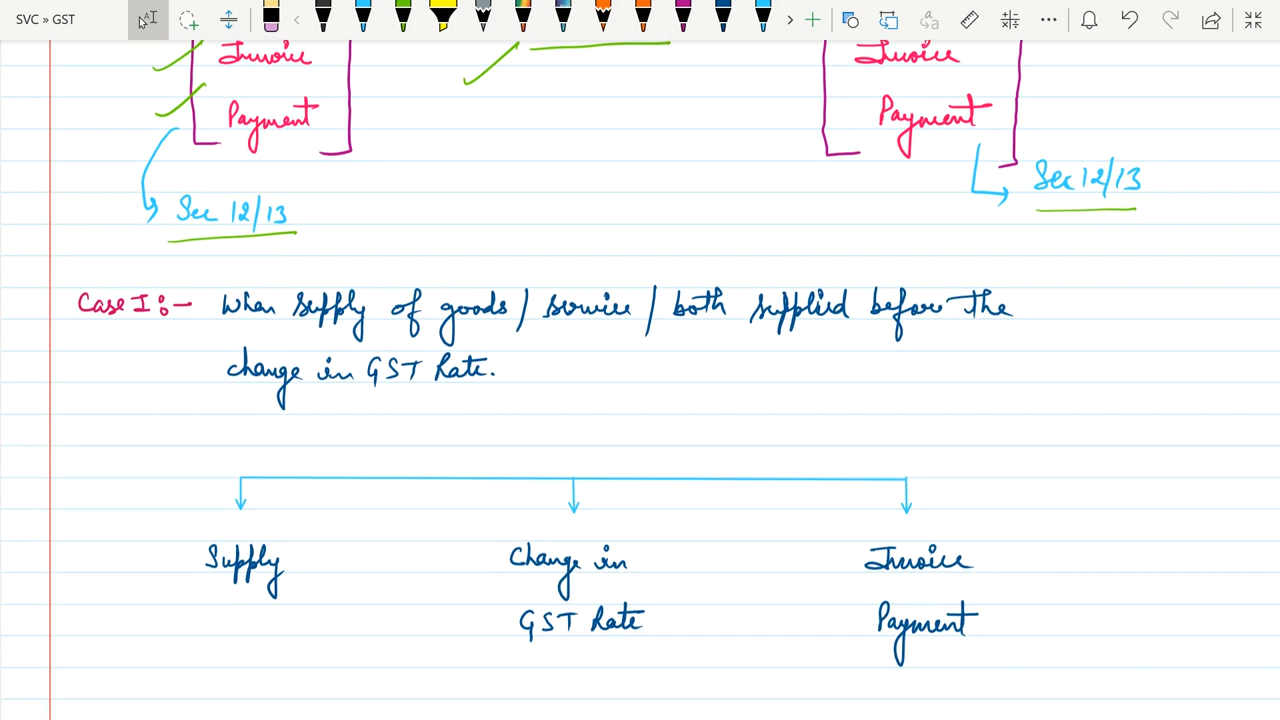 SVC » GST
Invoice
Invoice
Payment
Payment
Sec 12/13
Sec 12/13
Case I :- When supply of goods / service / both supplied before the
change in GST Rate.
Supply
Change in
Invoice
GST Rate
Payment